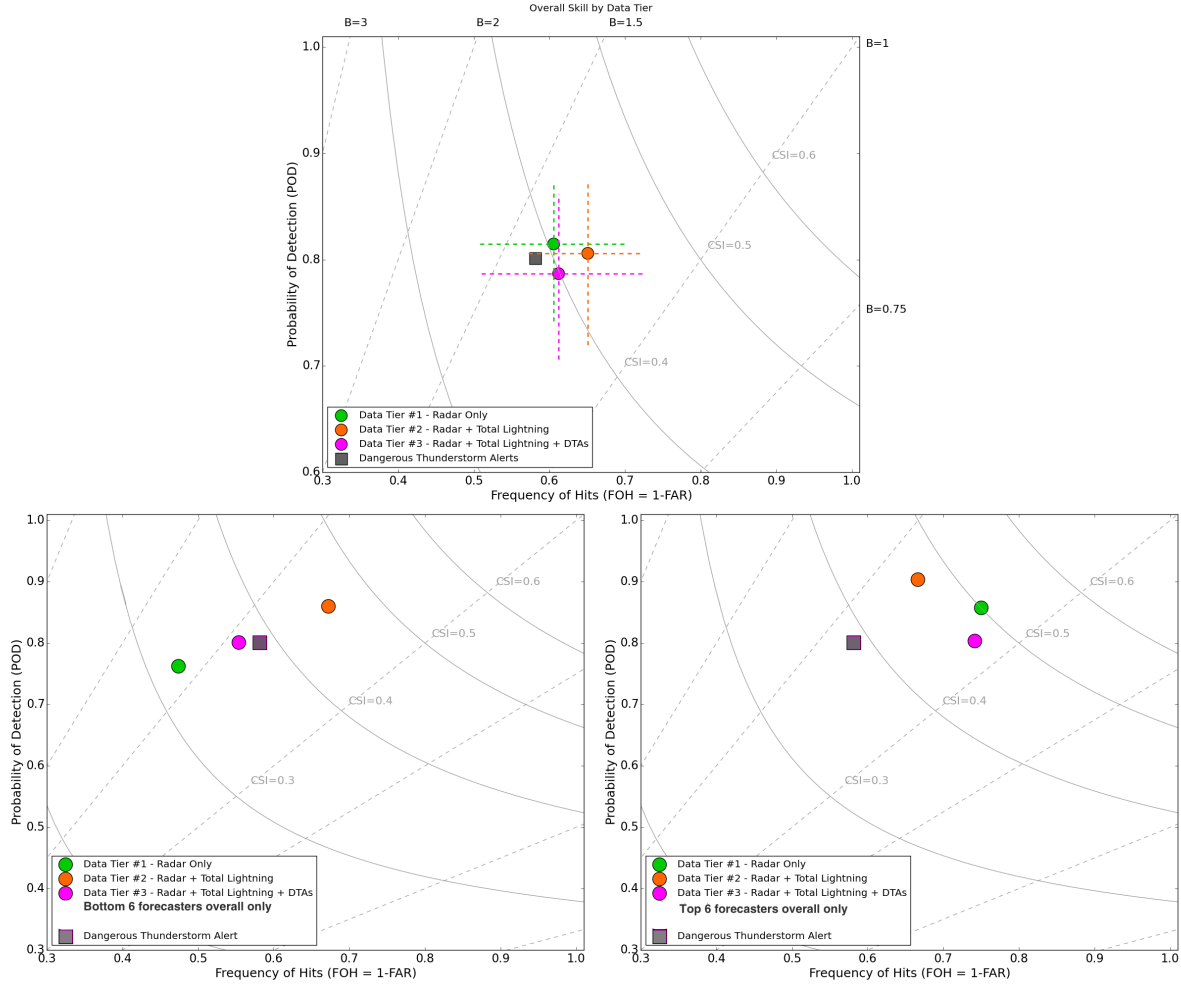 Overall Skill by Data Tier
B=3
B=2
B=1.5
B=1
B=0.75
1.0
0.9
0.8
0.7
0.6
Probability of Detection (POD)
CSI=0.6
CSI=0.5
CSI=0.4
Data Tier #1 - Radar Only
Data Tier #2 - Radar + Total Lightning
Data Tier #3 - Radar + Total Lightning + DTAs
Dangerous Thunderstorm Alerts
0.3 0.4 0.5 0.6 0.7 0.8 0.9 1.0
Frequency of Hits (FOH = 1-FAR)
1.0
0.9
0.8
0.7
0.6
0.5
0.4
0.3
Probability of Detection (POD)
CSI=0.6
CSI=0.5
CSI=0.4
CSI=0.3
Data Tier #1 - Radar Only
Data Tier #2 - Radar + Total Lightning
Data Tier #3 - Radar + Total Lightning + DTAs
Bottom 6 forecasters overall only
Dangerous Thunderstorm Alert
0.3 0.4 0.5 0.6 0.7 0.8 0.9 1.0
Frequency of Hits (FOH = 1-FAR)
1.0
0.9
0.8
0.7
0.6
0.5
0.4
0.3
Probability of Detection (POD)
CSI=0.6
CSI=0.5
CSI=0.4
CSI=0.3
Data Tier #1 - Radar Only
Data Tier #2 - Radar + Total Lightning
Data Tier #3 - Radar + Total Lightning + DTAs
Top 6 forecasters overall only
Dangerous Thunderstorm Alert
0.3 0.4 0.5 0.6 0.7 0.8 0.9 1.0
Frequency of Hits (FOH = 1-FAR)